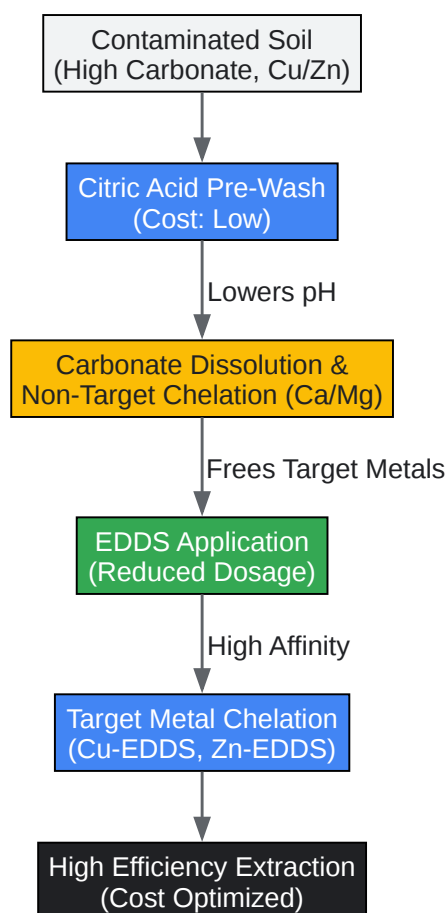 Contaminated Soil
(High Carbonate, Cu/Zn)
Citric Acid Pre-Wash
(Cost: Low)
Lowers pH
Carbonate Dissolution &
Non-Target Chelation (Ca/Mg)
Frees Target Metals
EDDS Application
(Reduced Dosage)
High Affinity
Target Metal Chelation
(Cu-EDDS, Zn-EDDS)
High Efficiency Extraction
(Cost Optimized)